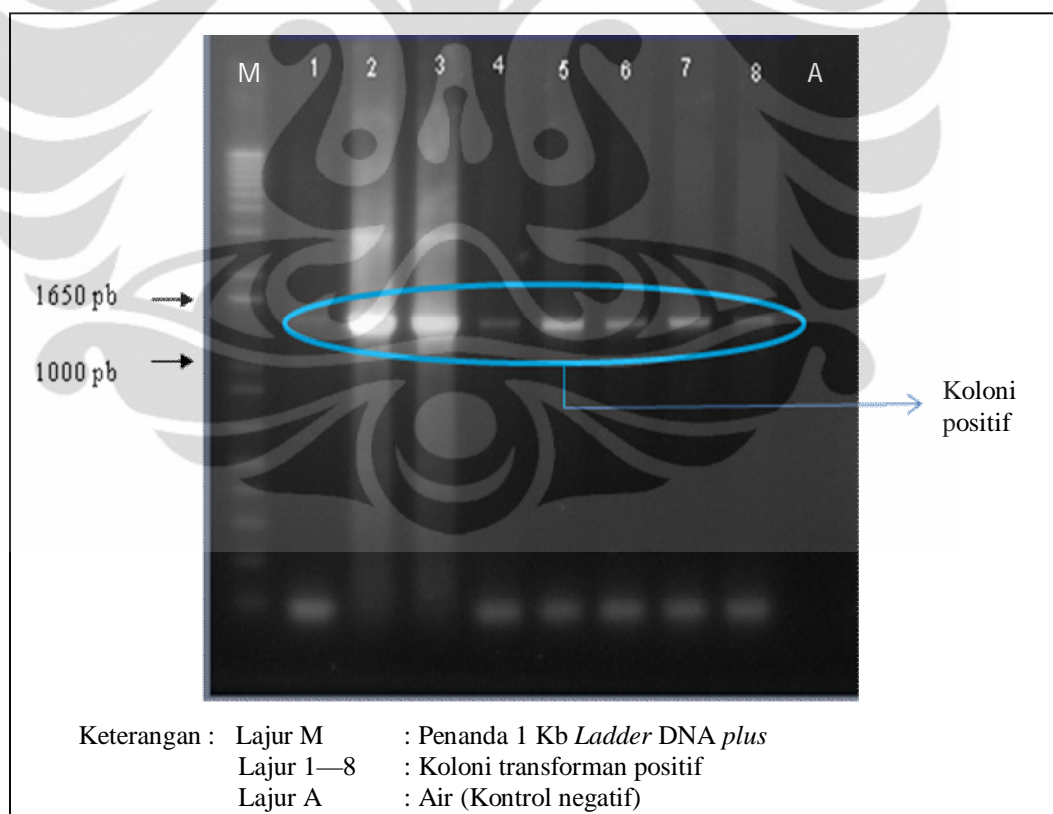 M 1 2 3 4 5 6 7 8 A
1650 pb
1000 pb
Koloni
positif
Keterangan : Lajur M : Penanda 1 Kb Ladder DNA plus
Lajur 1—8 : Koloni transforman positif
Lajur A : Air (Kontrol negatif)